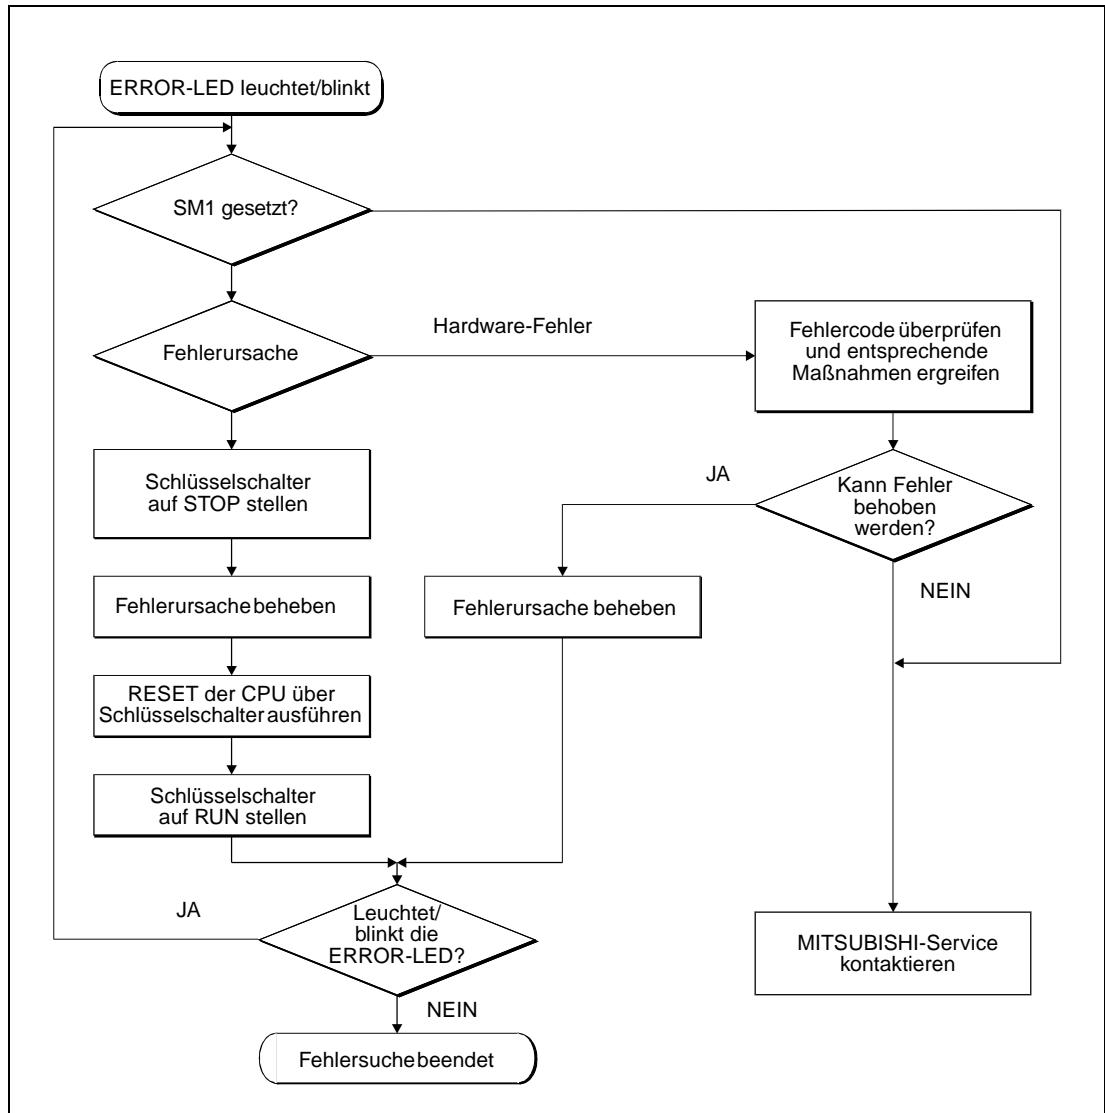 ERROR-LED leuchtet/blinkt
SM1 gesetzt?
Fehlerursache
Hardware-Fehler
Fehlercode überprüfen
und entsprechende
Maßnahmen ergreifen
Schlüsselschalter
auf STOP stellen
JA
Kann Fehler
behoben
werden?
Fehlerursache beheben
Fehlerursache beheben
NEIN
RESET der CPU über
Schlüsselschalter ausführen
Schlüsselschalter
auf RUN stellen
JA
Leuchtet/
blinkt die
ERROR-LED?
MITSUBISHI-Service
kontaktieren
NEIN
Fehlersuche beendet